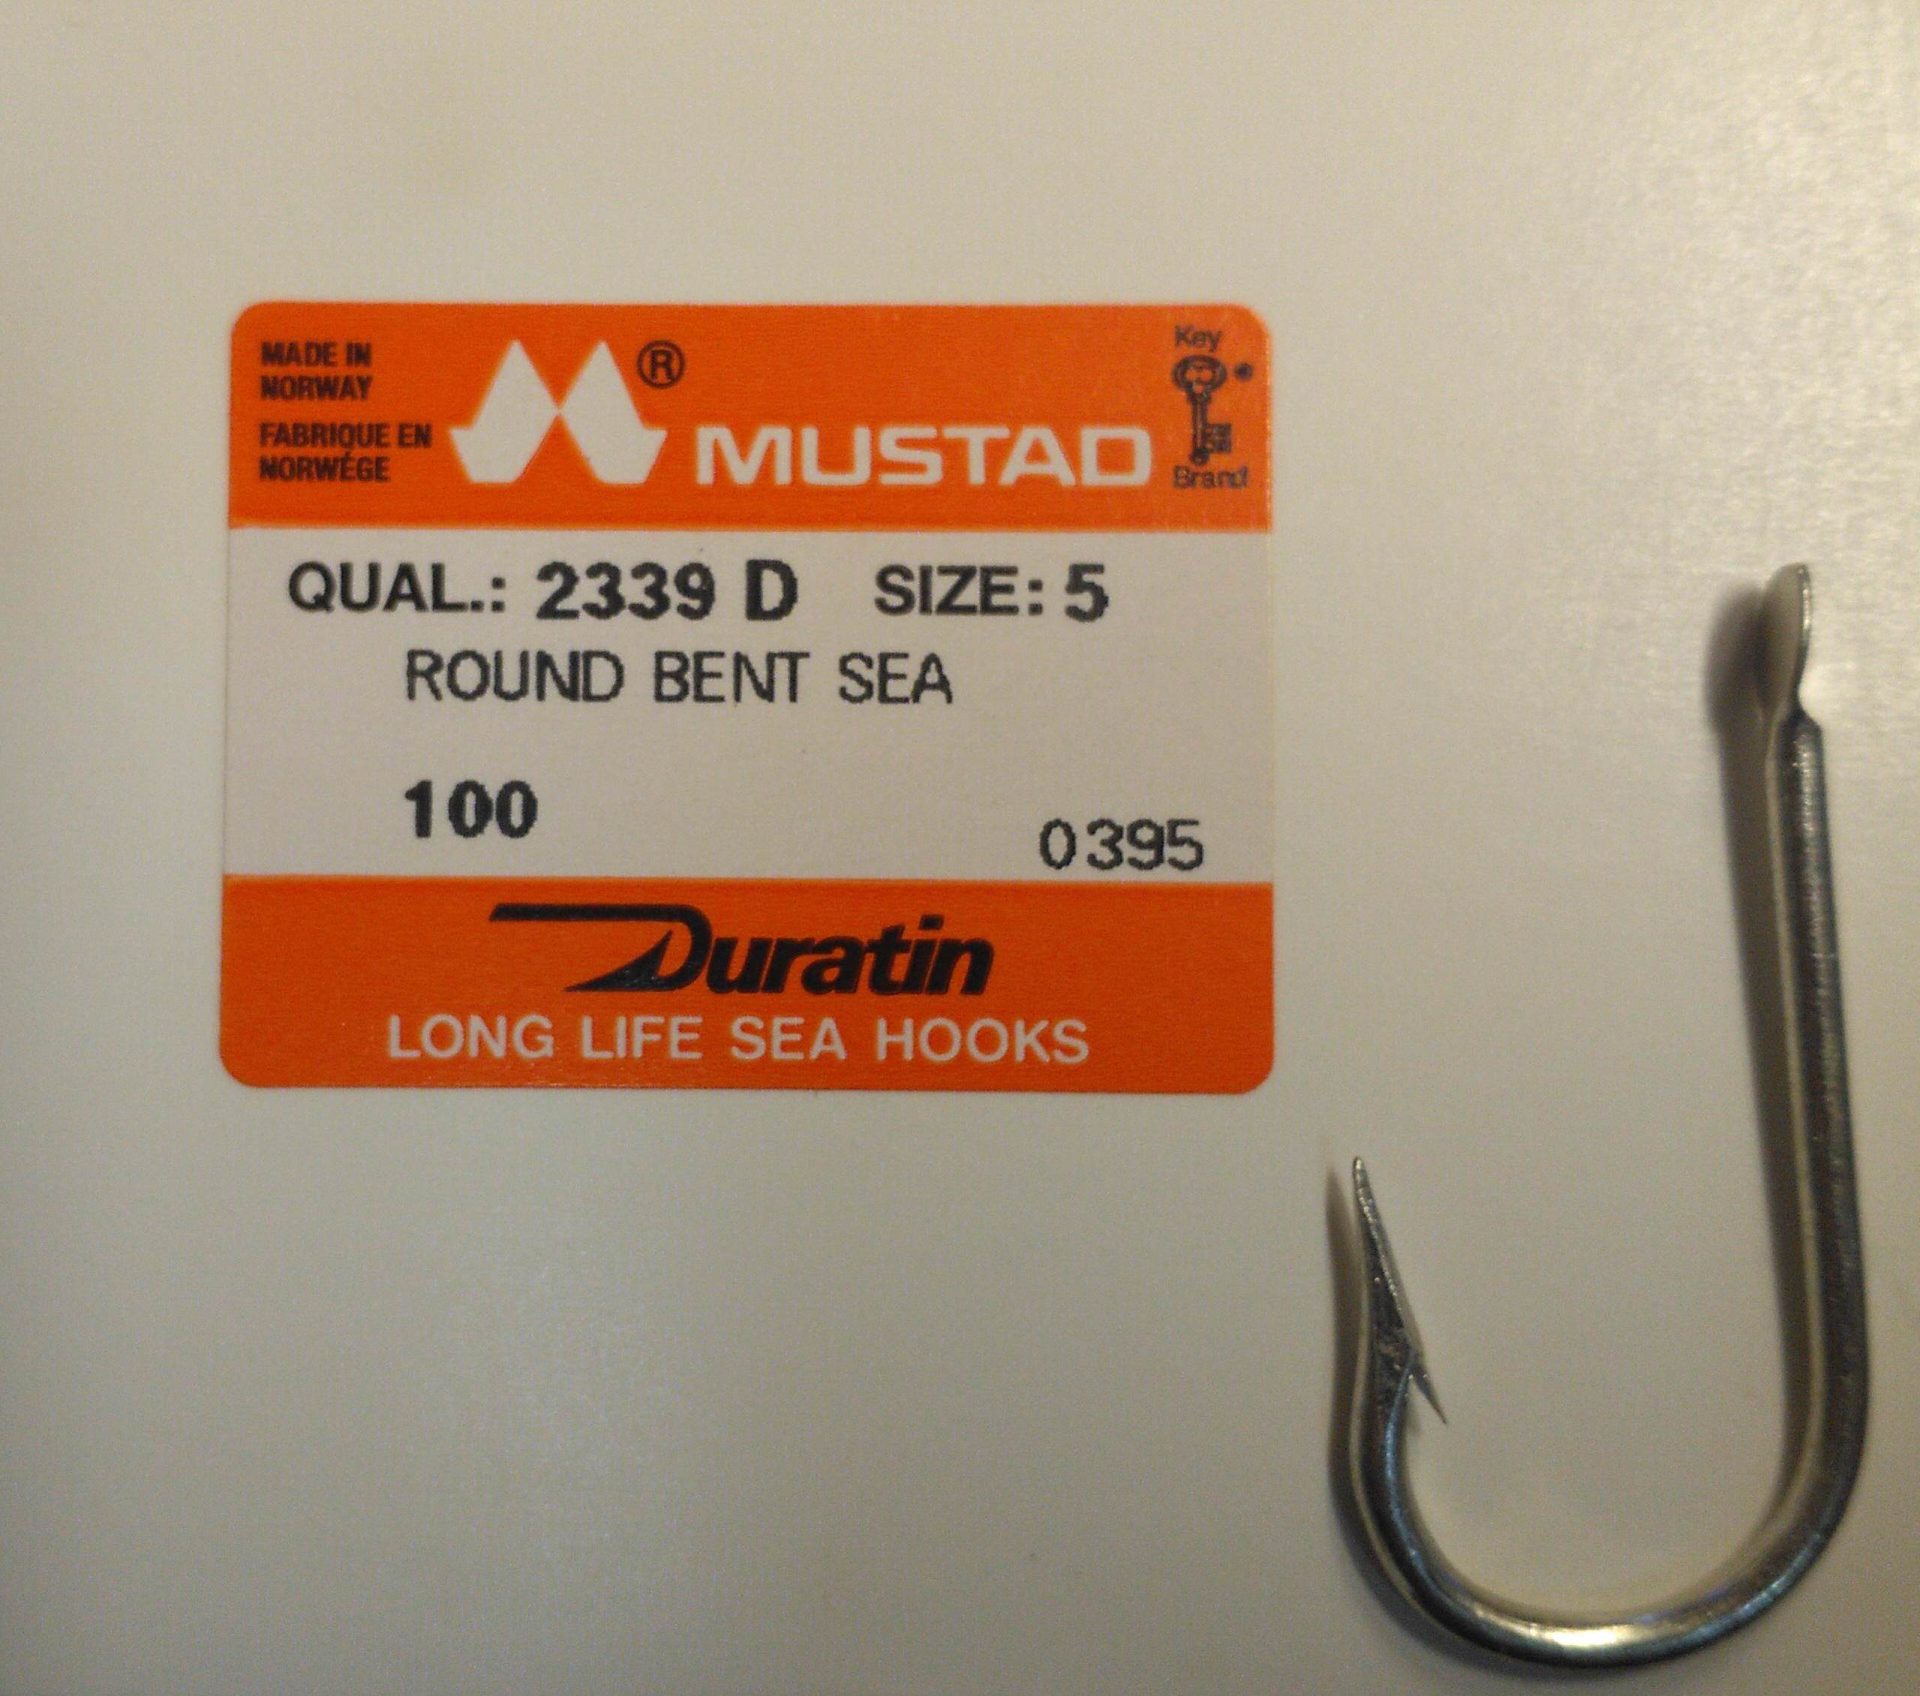 MADE IN
NORWAY
FABRIQUE EN
NORWÉGE
®
MUSTAD
Key
Brand
QUAL.: 2339 D SIZE: 5
ROUND BENT SEA
100
0395
Duratin
LONG LIFE SEA HOOKS